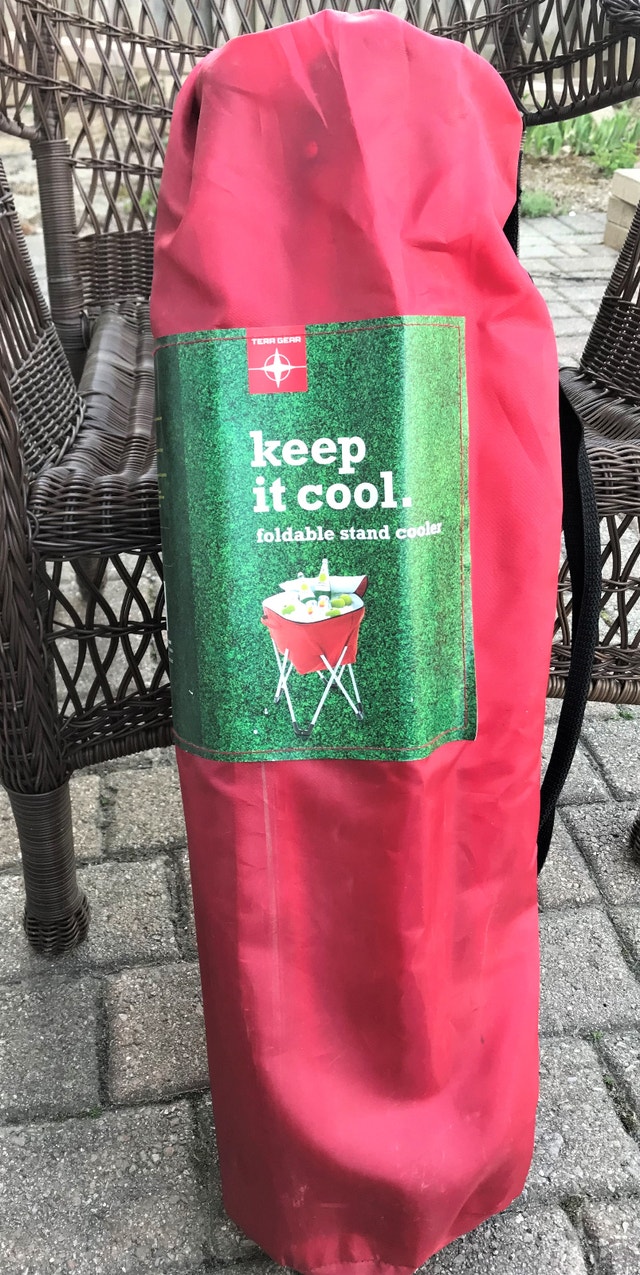 TERA GEAR
keep
it cool.
foldable stand cooler